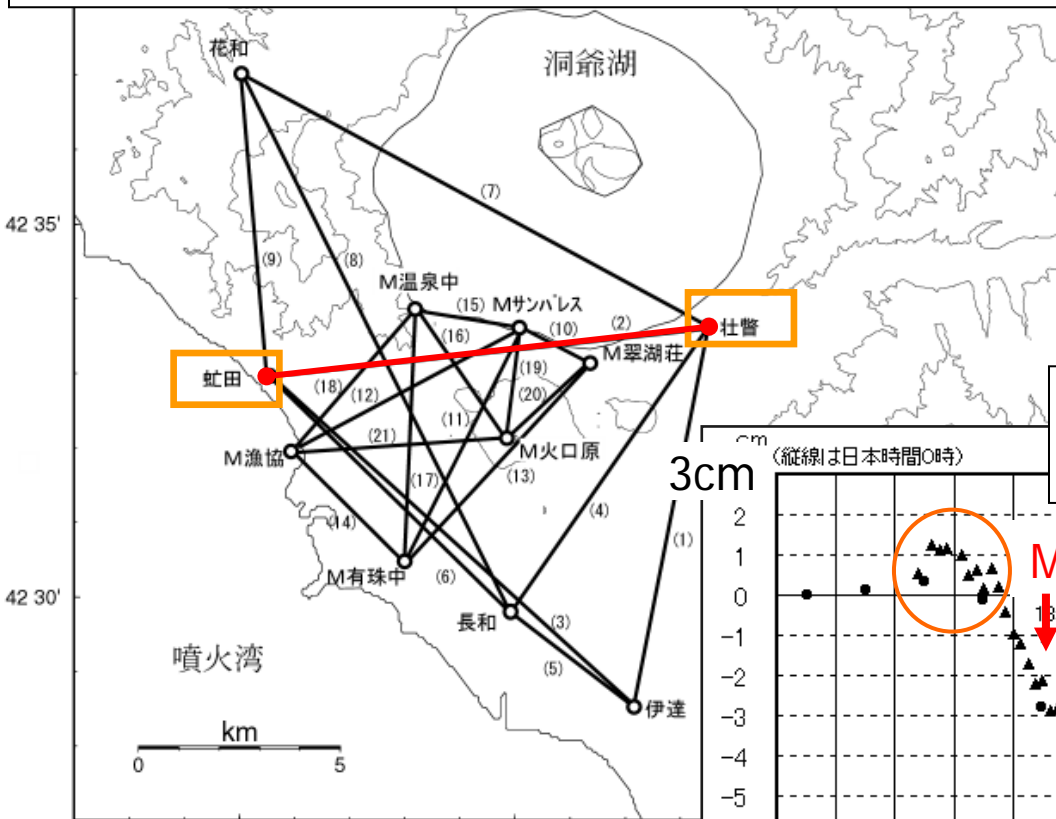 花和
洞爺湖
(7)
42 35'
(9)
(8)
M温泉中
(15)
Mサンパレス
(16)
(10)
(2)
壮瞥
M翠湖荘
虻田
(18)
(12)
(19)
(20)
(11)
(21)
M漁協
M火口原
(17)
(13)
(14)
(4)
(1)
M有珠中
(6)
42 30'
長和
(3)
(5)
噴火湾
伊達
km
0
5
cm
(縦線は日本時間0時)
3cm
2
1
0
-1
-2
-3
-4
-5
M